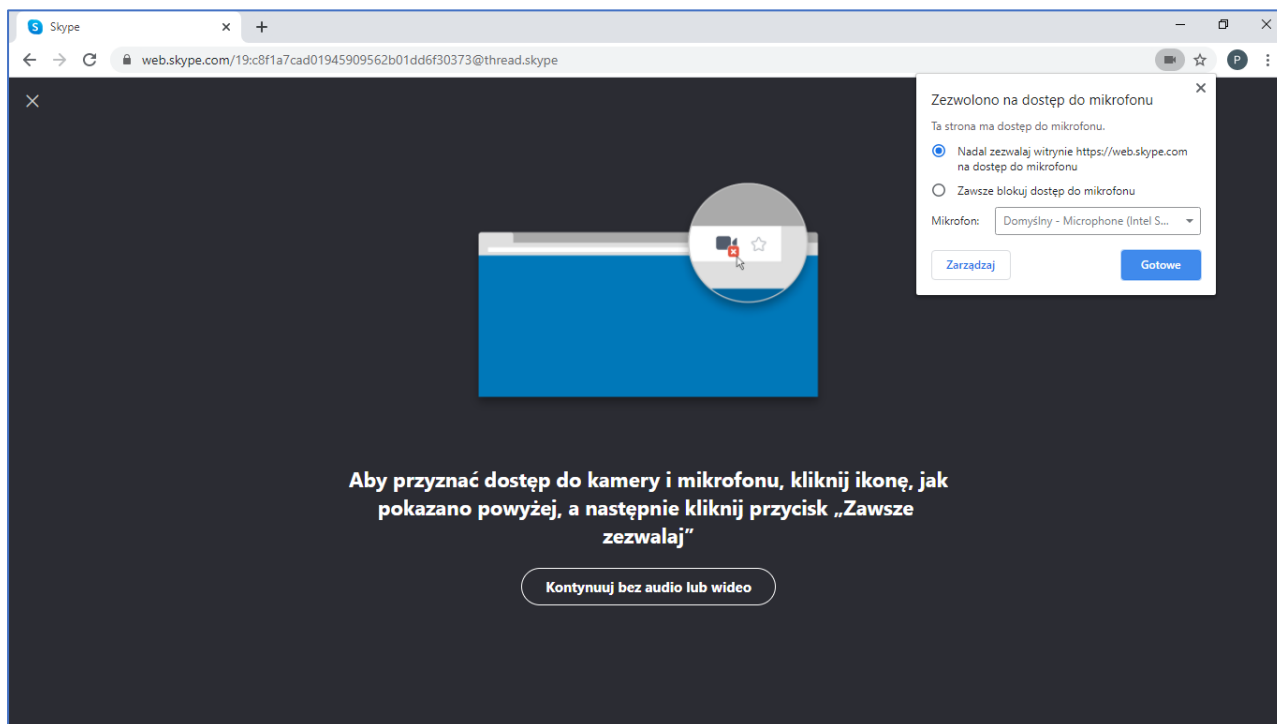 Skype
web.skype.com/19:c8f1a7cad01945909562b01dd6f30373@thread.skype
P
Zezwolono na dostęp do mikrofonu
Ta strona ma dostęp do mikrofonu.
Nadal zezwalaj witrynie https://web.skype.com
na dostęp do mikrofonu
Zawsze blokuj dostęp do mikrofonu
Mikrofon: Domyślny - Microphone (Intel S...
Zarządzaj Gotowe
Aby przyznać dostęp do kamery i mikrofonu, kliknij ikonę, jak
pokazano powyżej, a następnie kliknij przycisk „Zawsze
zezwalaj”
Kontynuuj bez audio lub wideo